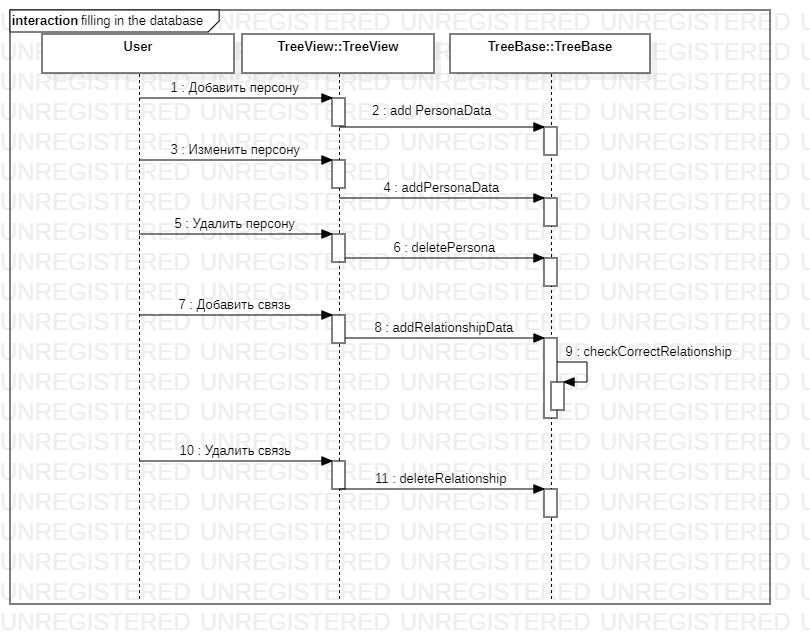 interaction filling in the database
User
TreeView::TreeView
TreeBase::TreeBase
1 : Добавить персону
2 : add PersonaData
3 : Изменить персону
4 : addPersonaData
5 : Удалить персону
6 : deletePersona
7 : Добавить связь
8 : addRelationshipData
9 : checkCorrectRelationship
10 : Удалить связь
11 : deleteRelationship
UNREGISTERED